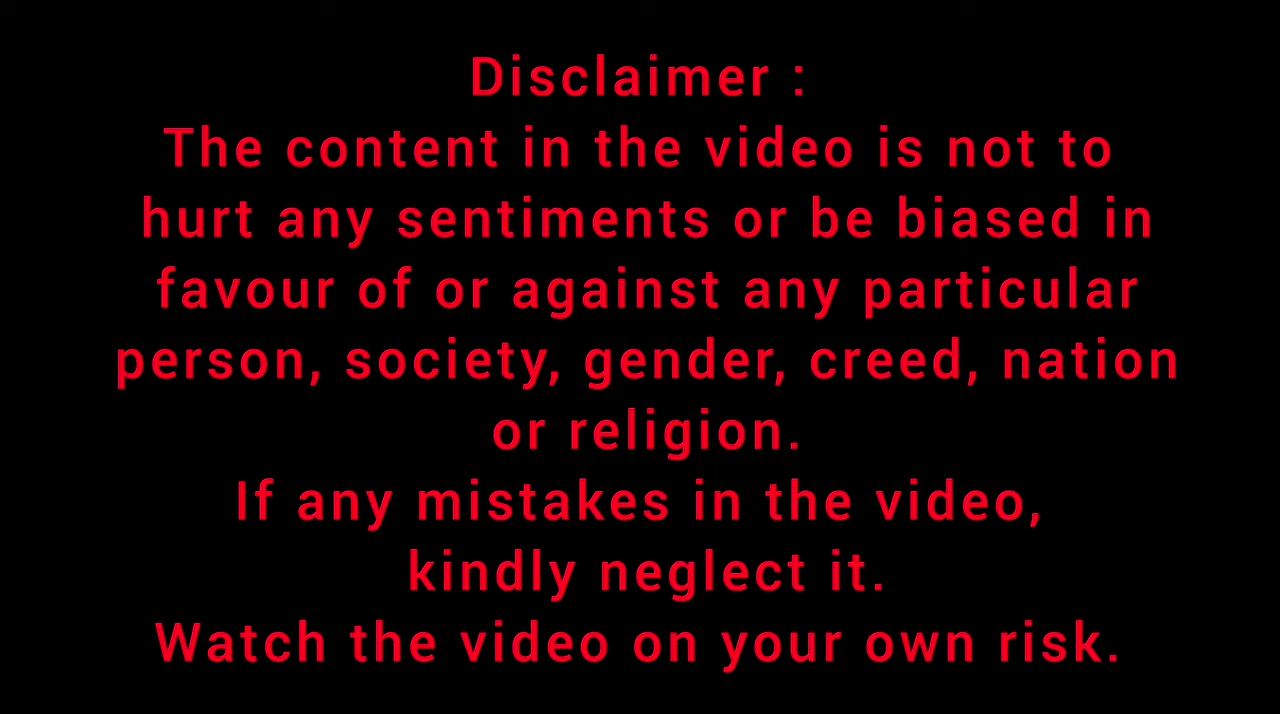 Disclaimer :
The content in the video is not to
hurt any sentiments or be biased in
favour of or against any particular
person, society, gender, creed, nation
or religion.
If any mistakes in the video,
kindly neglect it.
Watch the video on your own risk.